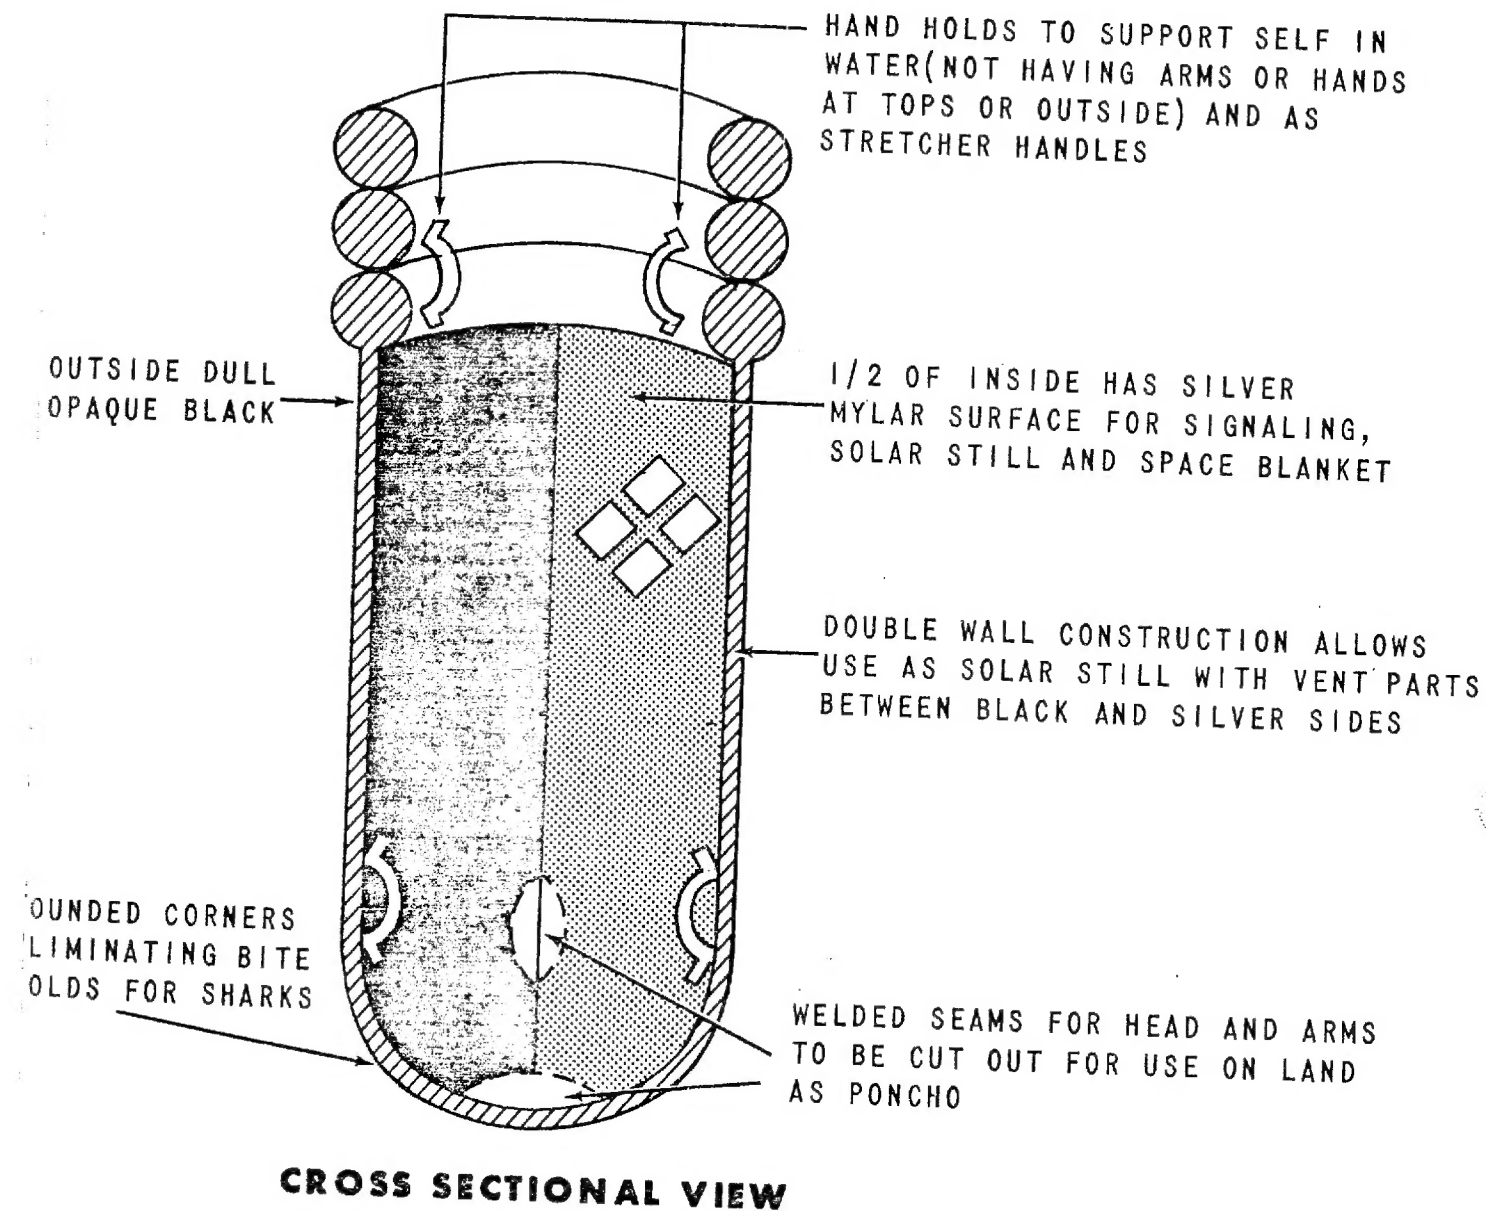 HAND HOLDS TO SUPPORT SELF IN
WATER(NOT HAVING ARMS OR HANDS
AT TOPS OR OUTSIDE) AND AS
STRETCHER HANDLES
OUTSIDE DULL
OPAQUE BLACK
1/2 OF INSIDE HAS SILVER
MYLAR SURFACE FOR SIGNALING,
SOLAR STILL AND SPACE BLANKET
DOUBLE WALL CONSTRUCTION ALLOWS
USE AS SOLAR STILL WITH VENT PARTS
BETWEEN BLACK AND SILVER SIDES
OUNDED CORNERS
LIMINATING BITE
OLDS FOR SHARKS
WELDED SEAMS FOR HEAD AND ARMS
TO BE CUT OUT FOR USE ON LAND
AS PONCHO
CROSS SECTIONAL VIEW